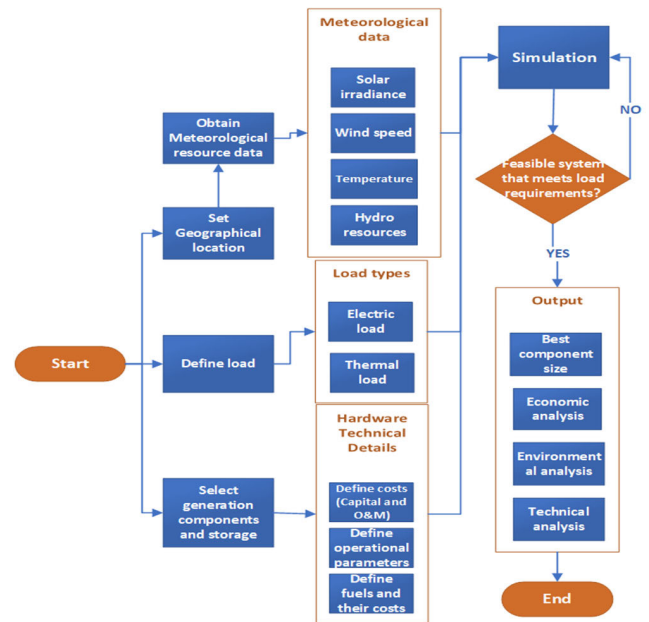 Meteorological
data
Solar
irradiance
Wind speed
Temperature
Hydro
resources
Simulation
NO
Obtain
Meteorological
resource data
Feasible system
that meets load
requirements?
Set
Geographical
location
YES
Load types
Electric
load
Thermal
load
Output
Best
component
size
Economic
analysis
Environment
al analysis
Technical
analysis
Start
Define load
Hardware
Technical
Details
Select
generation
components
and storage
Define costs
(Capital and
O&M)
Define
operational
parameters
Define
fuels and
their costs
End